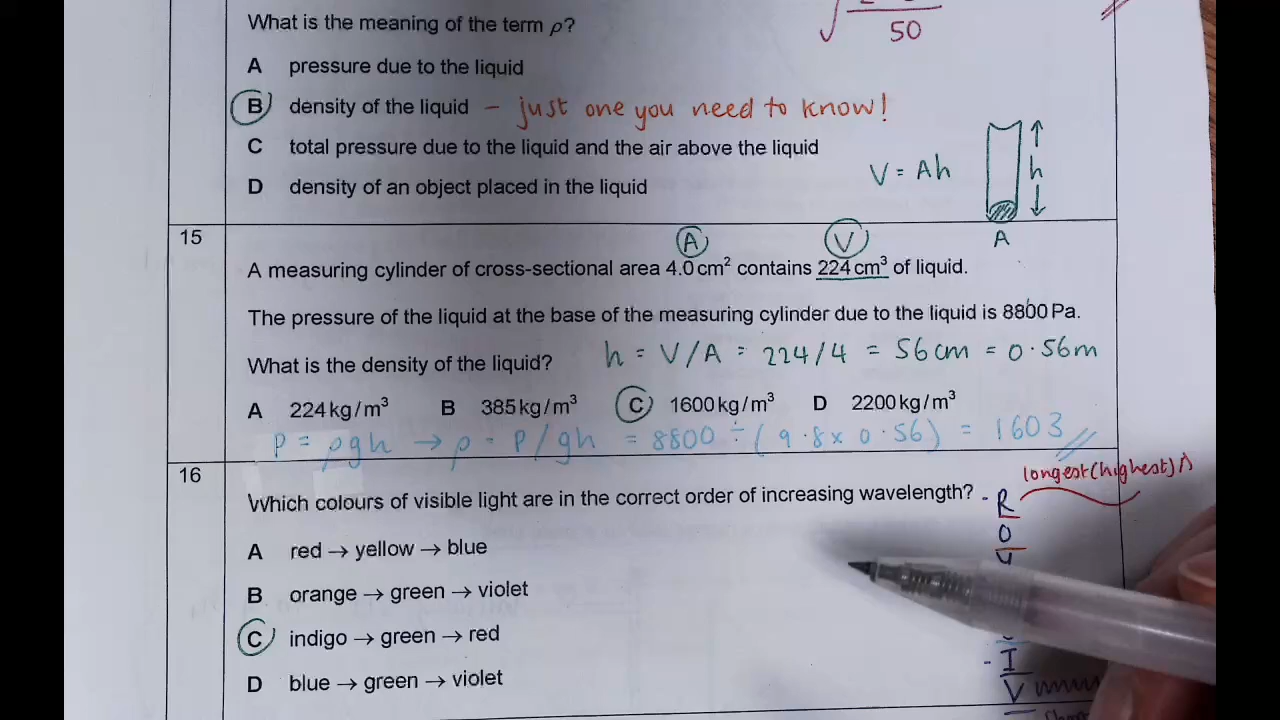 50
What is the meaning of the term ρ?
A pressure due to the liquid
B density of the liquid – just one you need to know!
C total pressure due to the liquid and the air above the liquid
V = Ah
h
D density of an object placed in the liquid
15
A V A
A measuring cylinder of cross-sectional area 4.0 cm² contains 224 cm³ of liquid.
The pressure of the liquid at the base of the measuring cylinder due to the liquid is 8800 Pa.
What is the density of the liquid? h = V/A = 224/4 = 56cm = 0.56m
A 224 kg/m³ B 385 kg/m³ C 1600 kg/m³ D 2200 kg/m³
P = ρgh → ρ = P/gh = 8800 ÷ (9.8 x 0.56) = 1603
16
longest (highest) λ
Which colours of visible light are in the correct order of increasing wavelength? - R
O
A red → yellow → blue
B orange → green → violet
C indigo → green → red
- I
D blue → green → violet
V